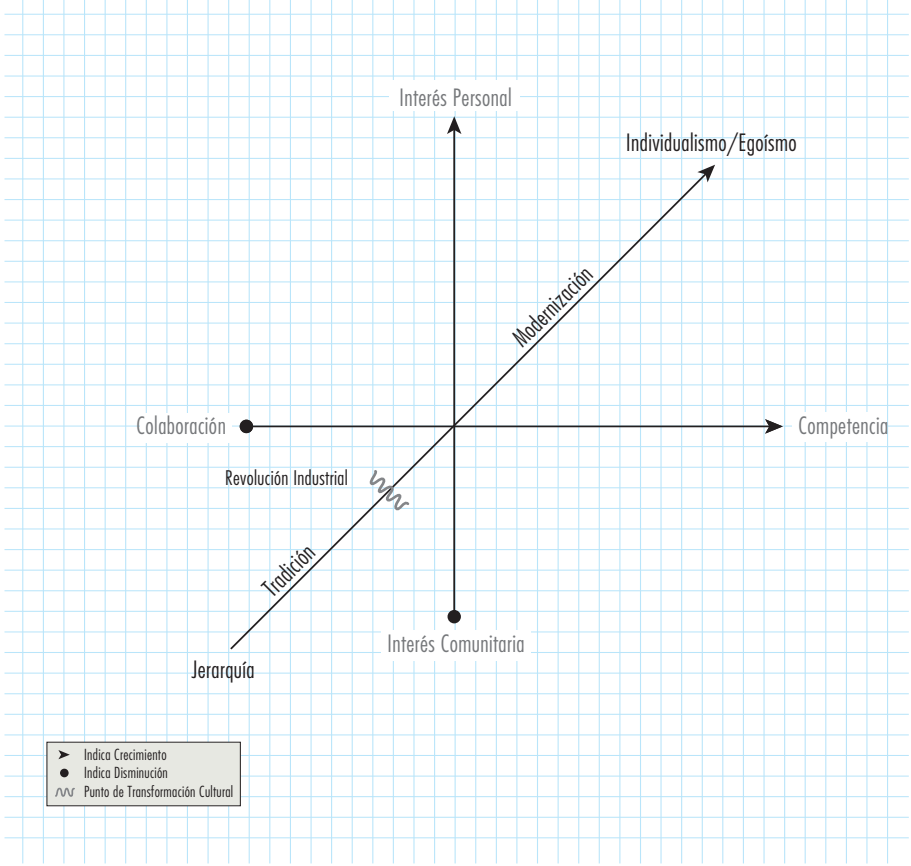 Interés Personal
Individualismo/Egoísmo
Modernización
Colaboración
Competencia
Revolución Industrial
Tradición
Interés Comunitaria
Jerarquía
Indica Crecimiento
Indica Disminución
Punto de Transformación Cultural